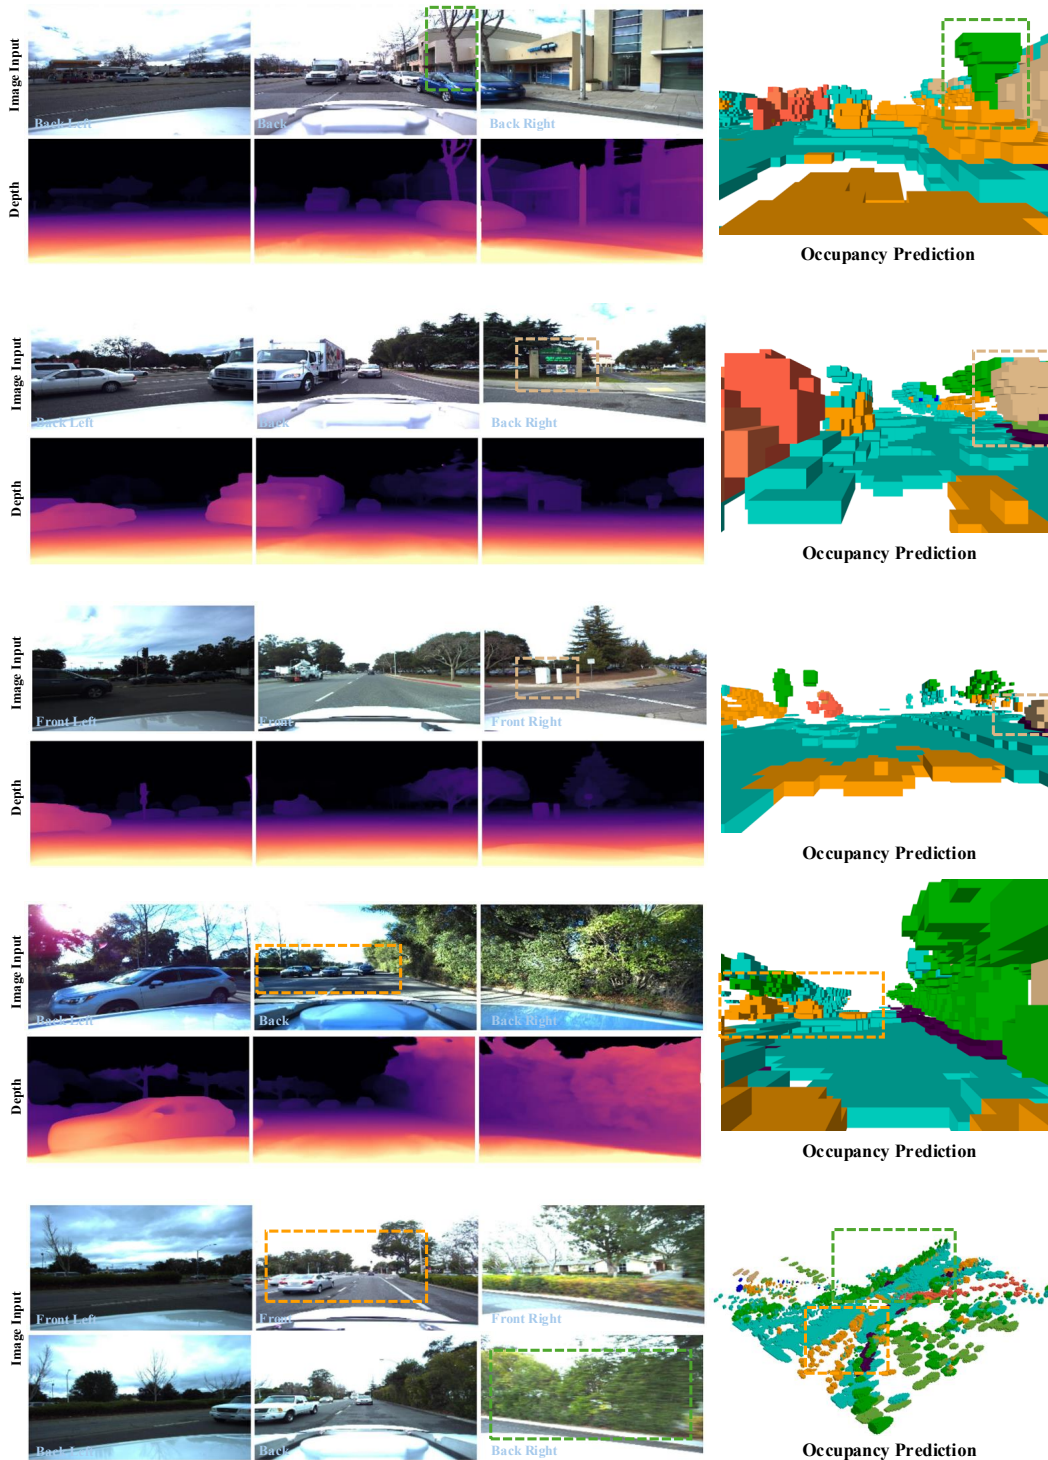 Image Input
Back Left
Back
Back Right
Depth
Occupancy Prediction
Image Input
Back Left
Back
Back Right
Depth
Occupancy Prediction
Image Input
Front Left
Front
Front Right
Depth
Occupancy Prediction
Image Input
Back Left
Back
Back Right
Depth
Occupancy Prediction
Image Input
Front Left
Front
Front Right
Back Left
Back
Back Right
Occupancy Prediction